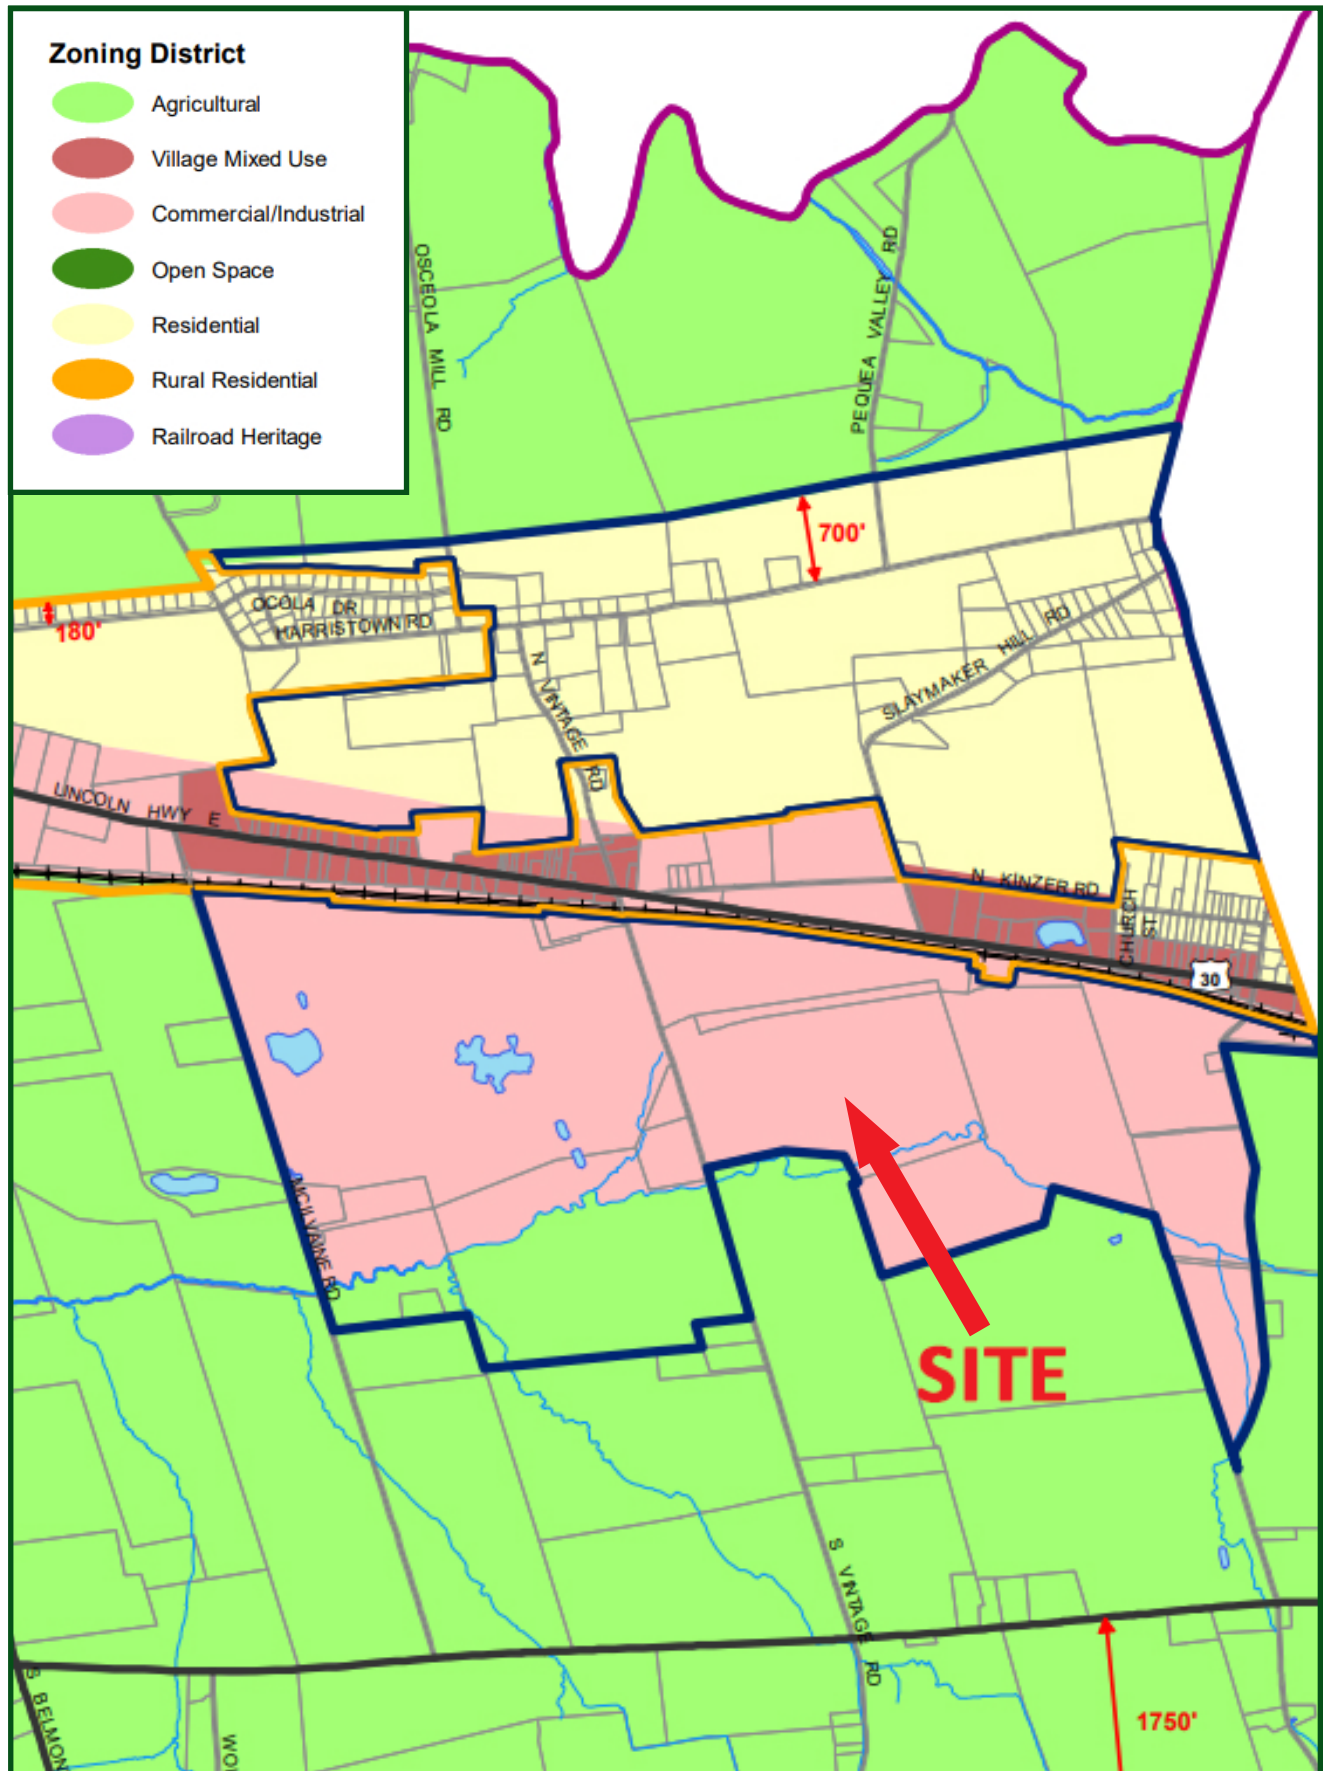 Zoning District
Agricultural
Village Mixed Use
Commercial/Industrial
Open Space
Residential
Rural Residential
Railroad Heritage
OSCEOLA MILL RD
PEQUEA VALLEY RD
700'
180'
OCOLA DR
HARRISTOWN RD
N VINTAGE RD
SLAYMAKER HILL RD
LINCOLN HWY E
N KINZER RD
CHURCH ST
30
MCILVAINE RD
SITE
S VINTAGE RD
S BELMON
WO
1750'